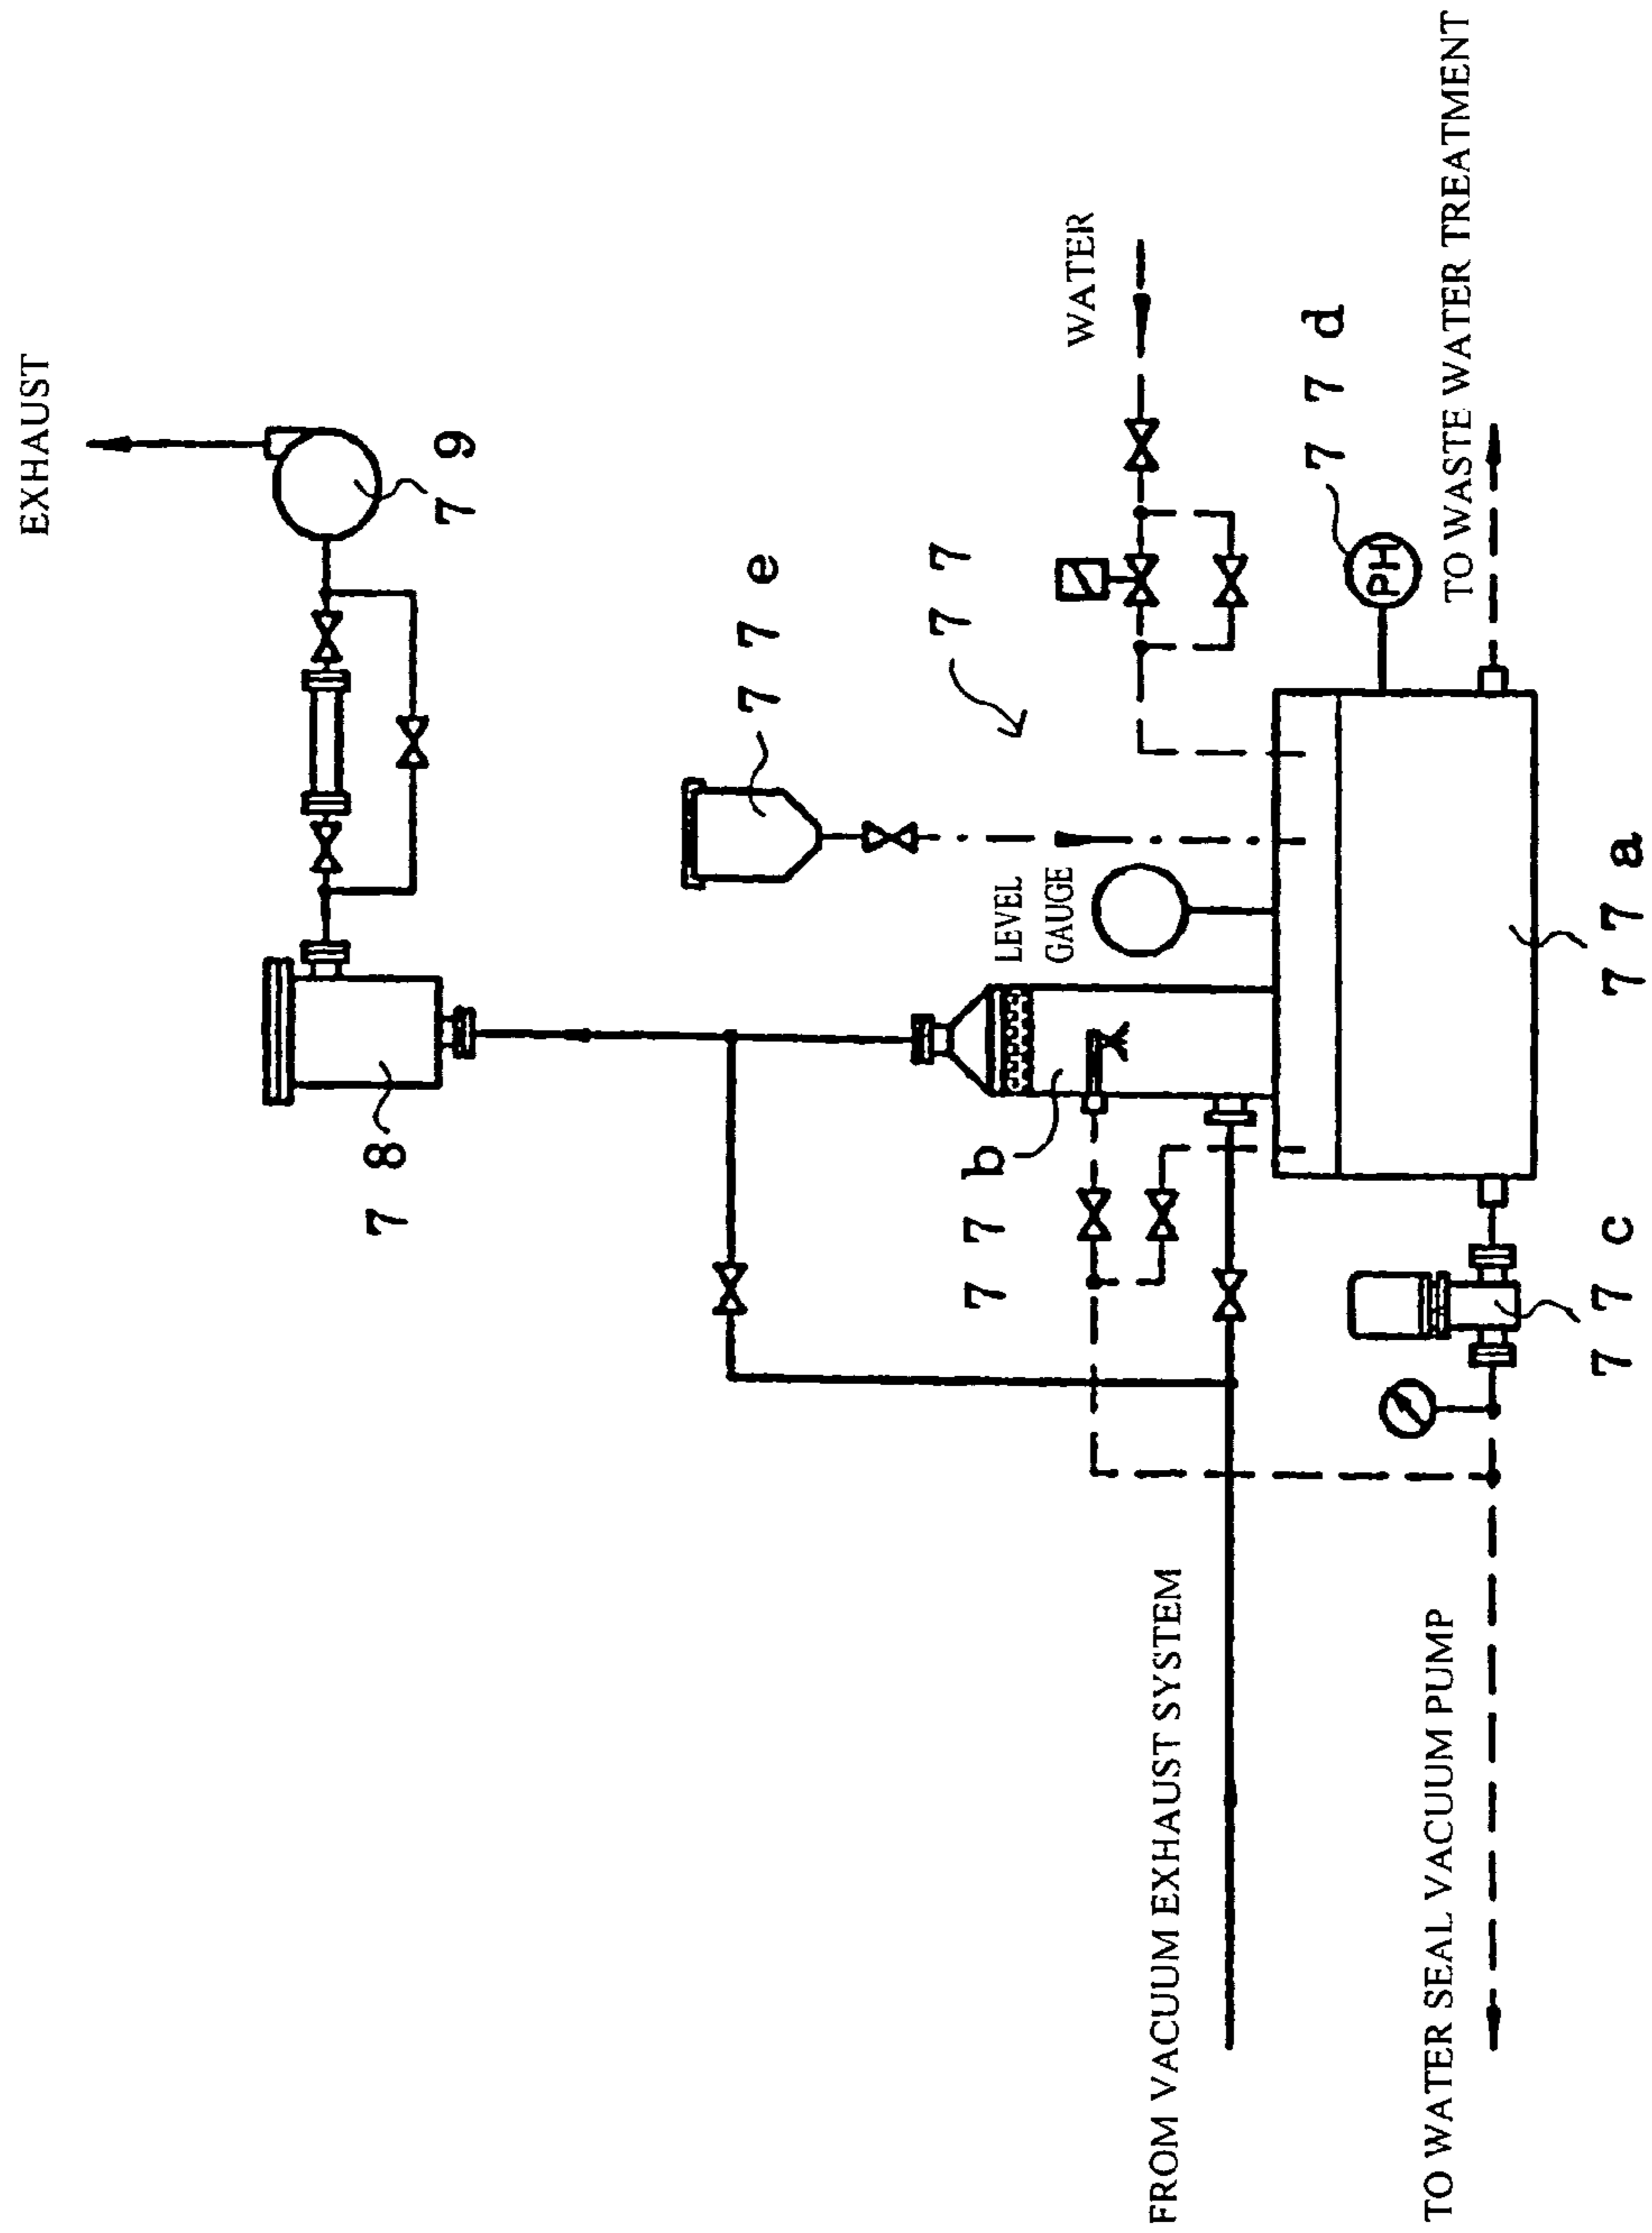 EXHAUST
7 9
7 8
7 7 e
7 7
WATER
LEVEL
GAUGE
7 7 b
7 7 d
PH
TO WASTE WATER TREATMENT
7 7 a
7 7 c
FROM VACUUM EXHAUST SYSTEM
TO WATER SEAL VACUUM PUMP